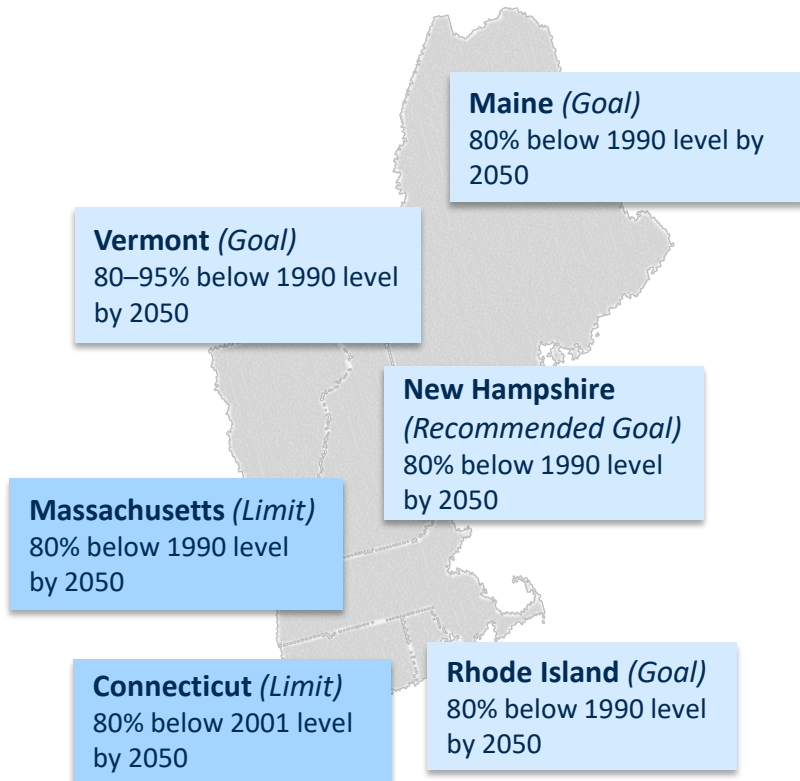 Maine (Goal)
80% below 1990 level by
2050
Vermont (Goal)
80–95% below 1990 level
by 2050
New Hampshire
(Recommended Goal)
80% below 1990 level
by 2050
Massachusetts (Limit)
80% below 1990 level
by 2050
Connecticut (Limit)
80% below 2001 level
by 2050
Rhode Island (Goal)
80% below 1990 level
by 2050